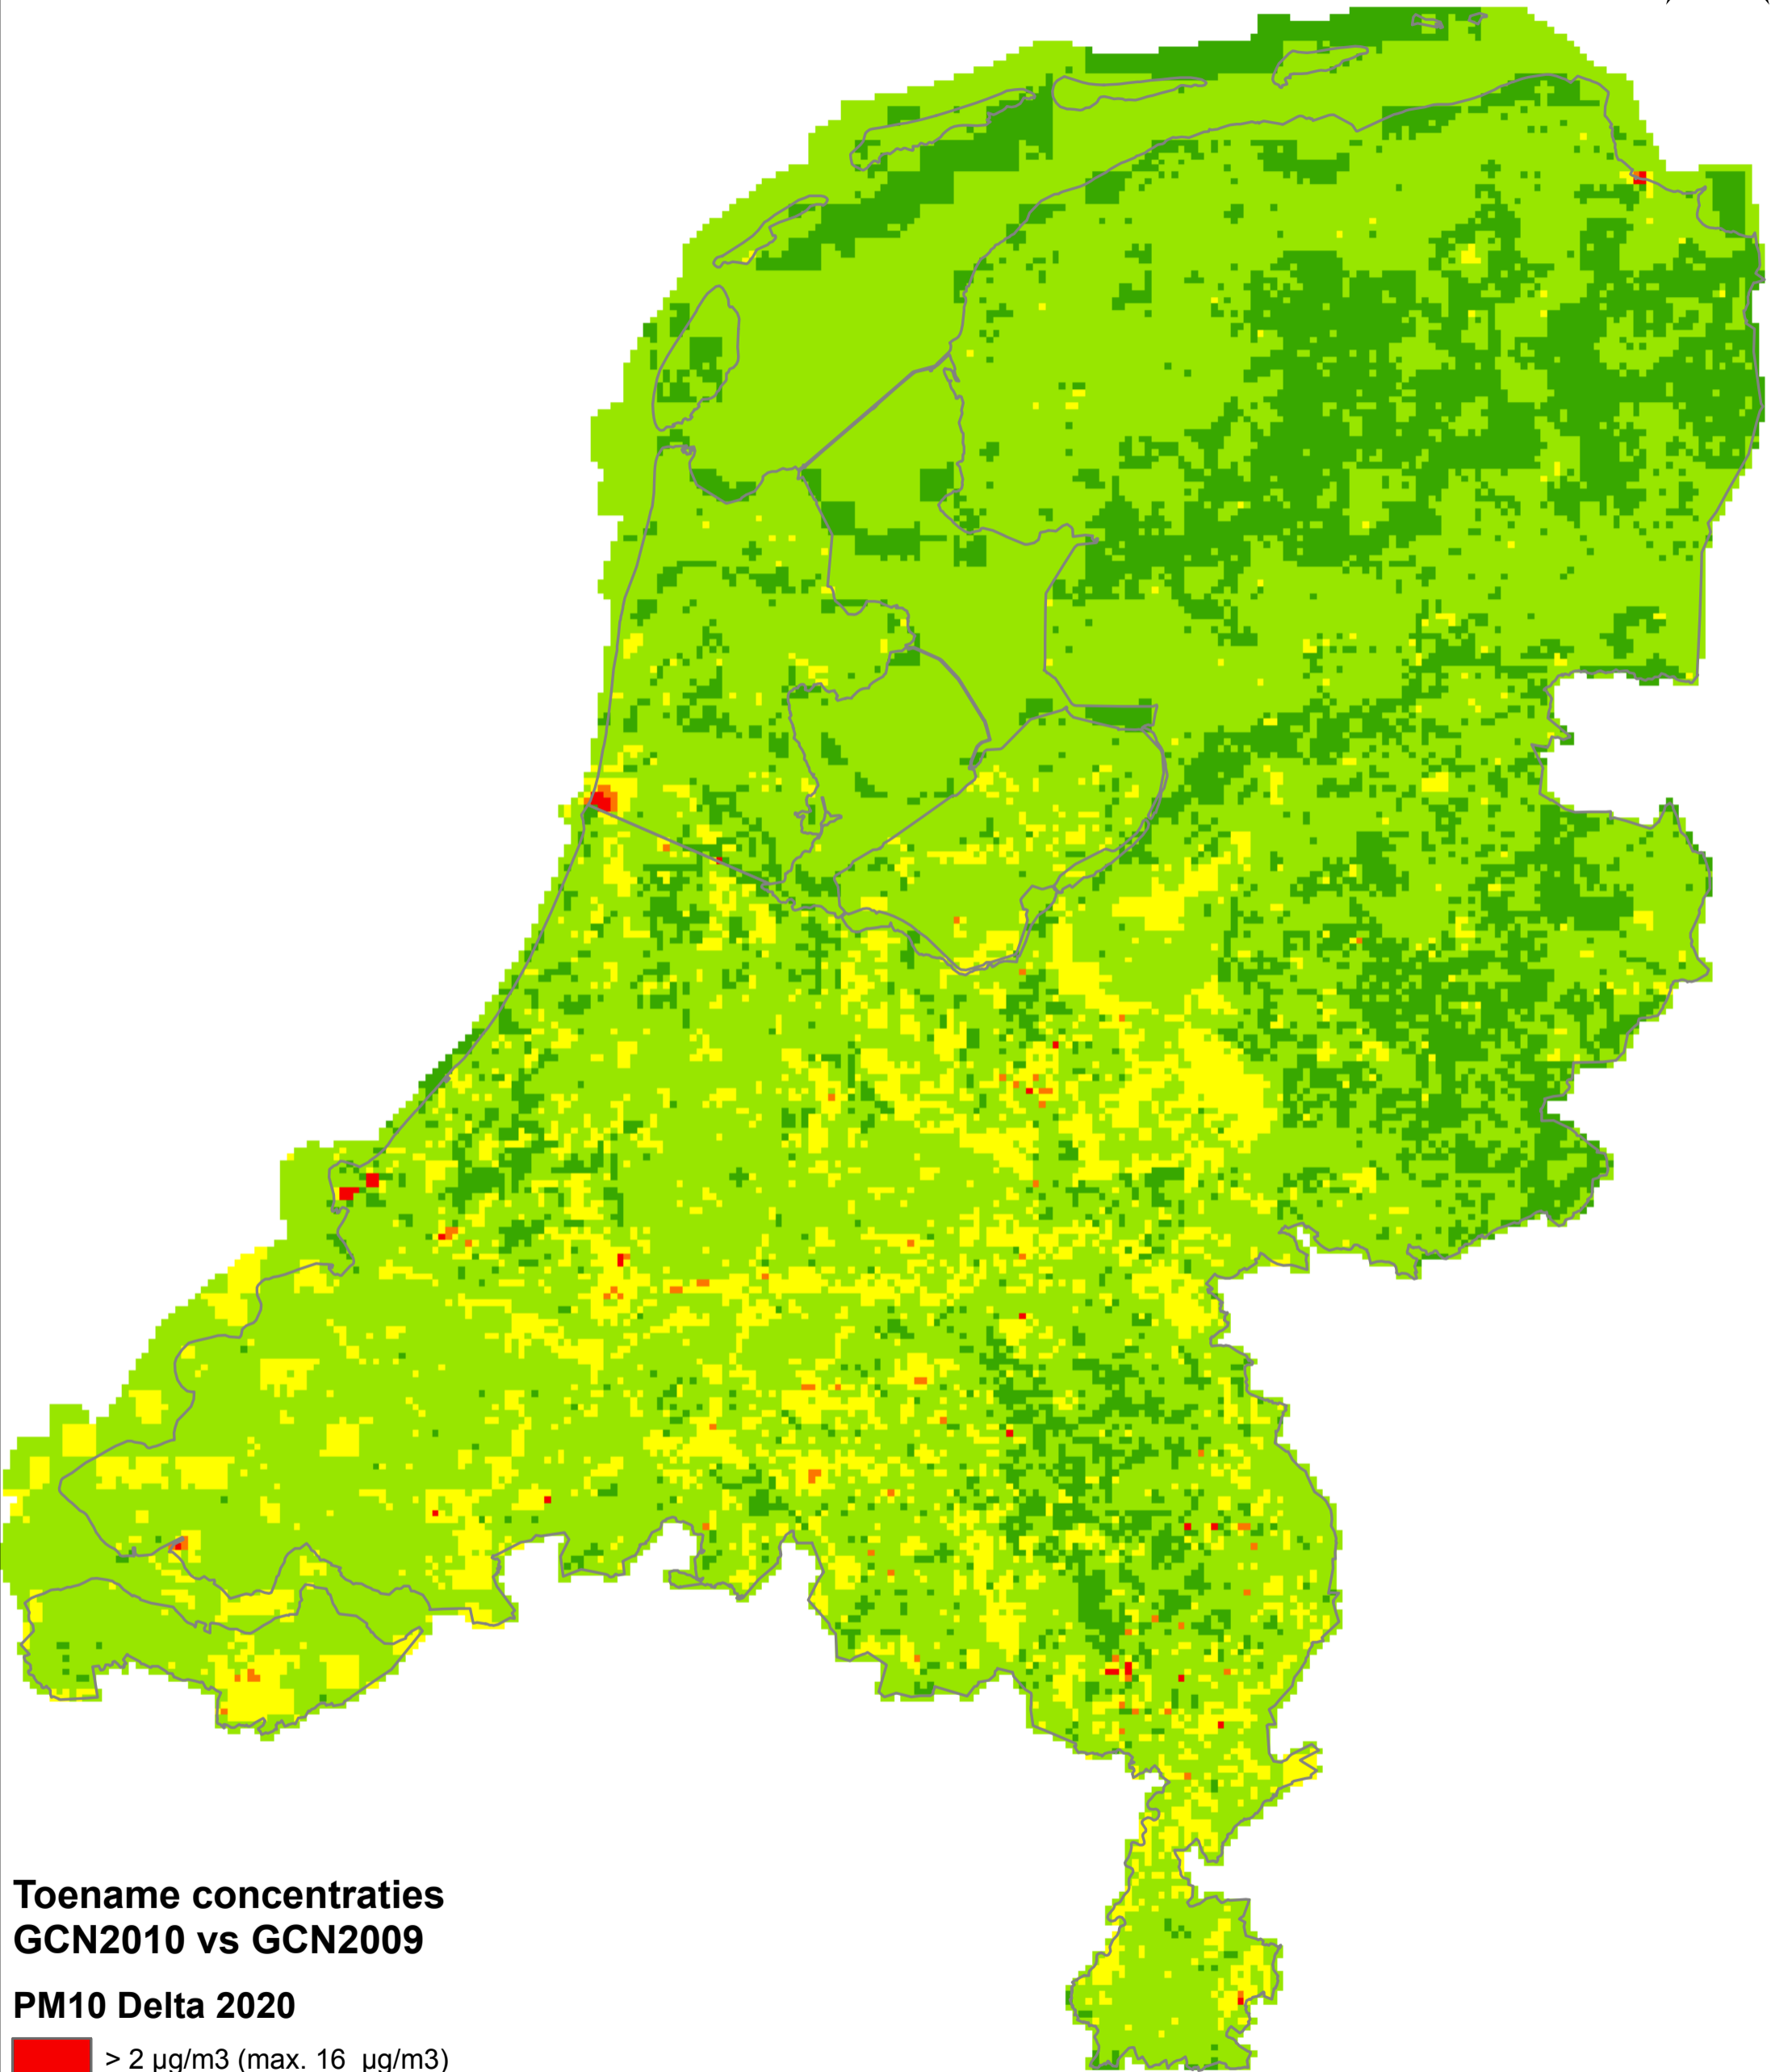 Toename concentraties
GCN2010 vs GCN2009
PM10 Delta 2020
> 2 µg/m3 (max. 16 µg/m3)